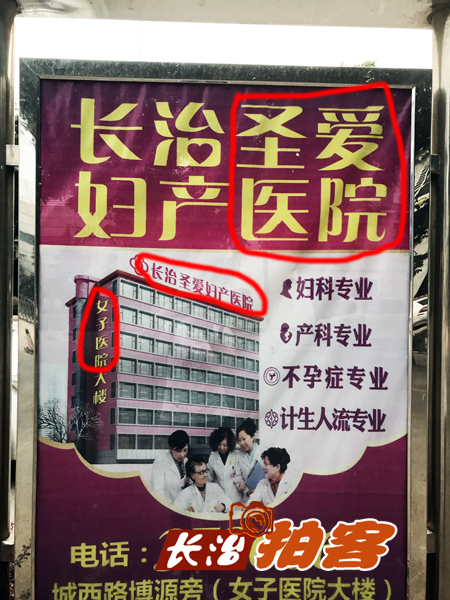 长治圣爱
妇产医院
长治圣爱妇产医院
女子医院大楼
妇科专业
产科专业
不孕症专业
计生人流专业
长治拍客
电话：
城西路博源旁（女子医院大楼）